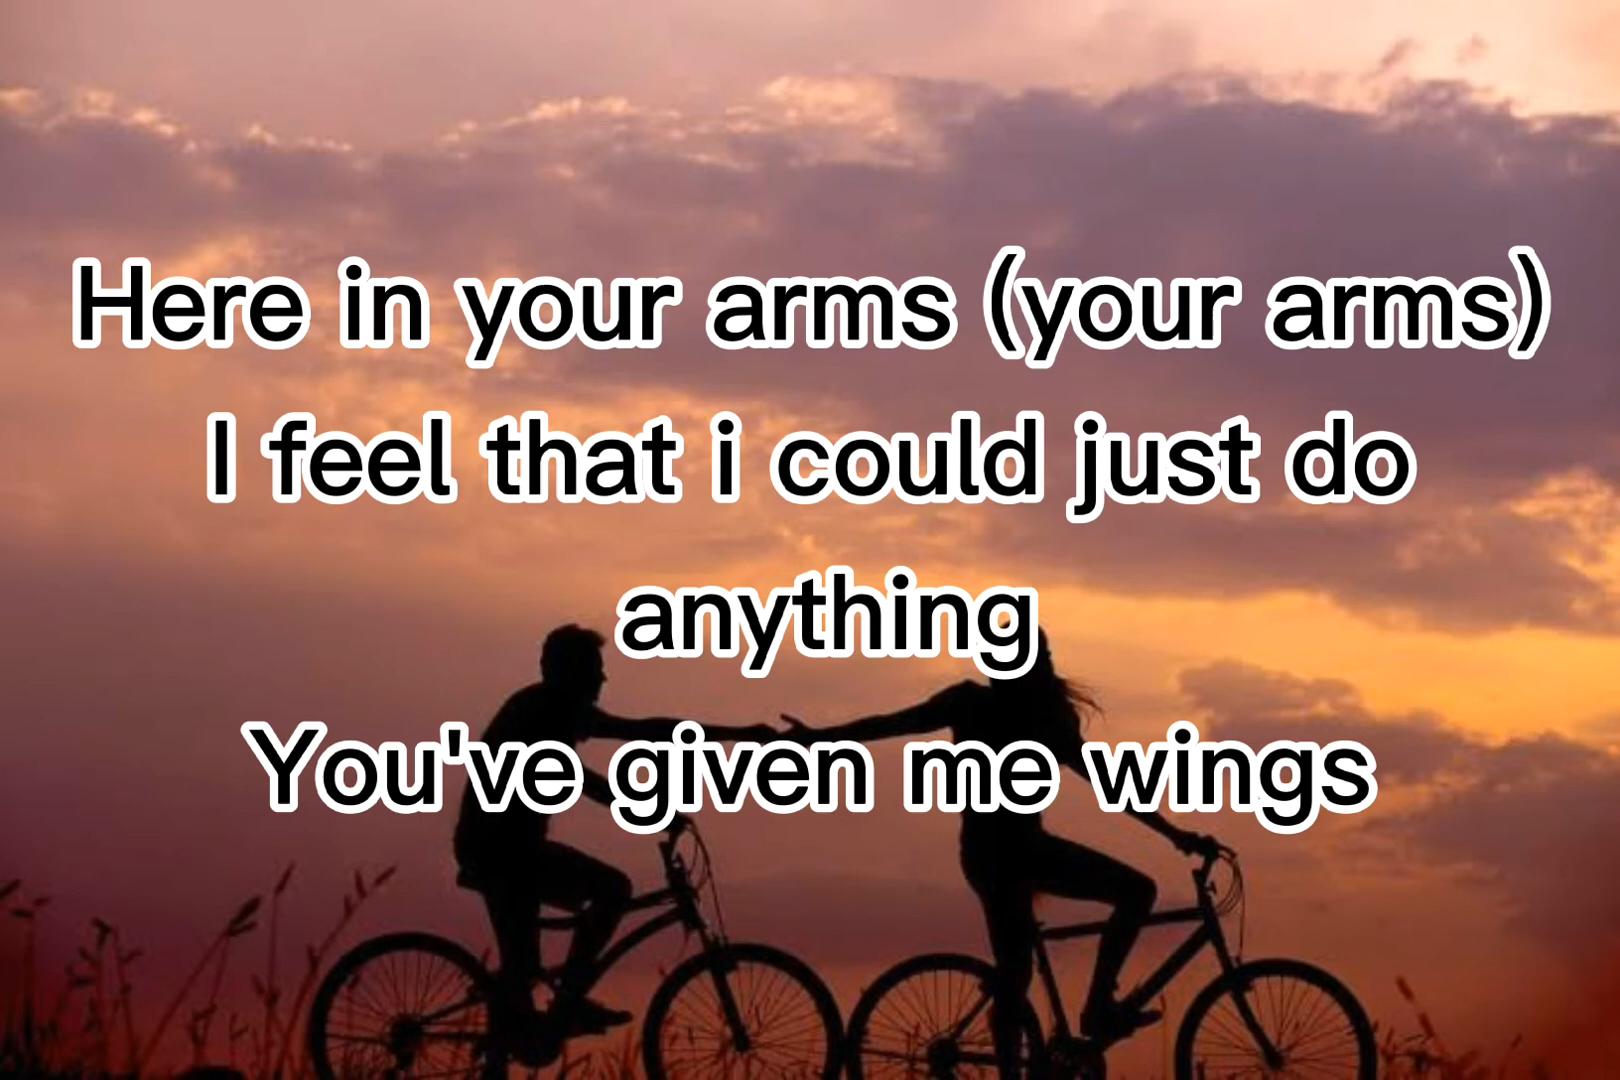 Here in your arms (your arms)
I feel that i could just do
anything
You've given me wings